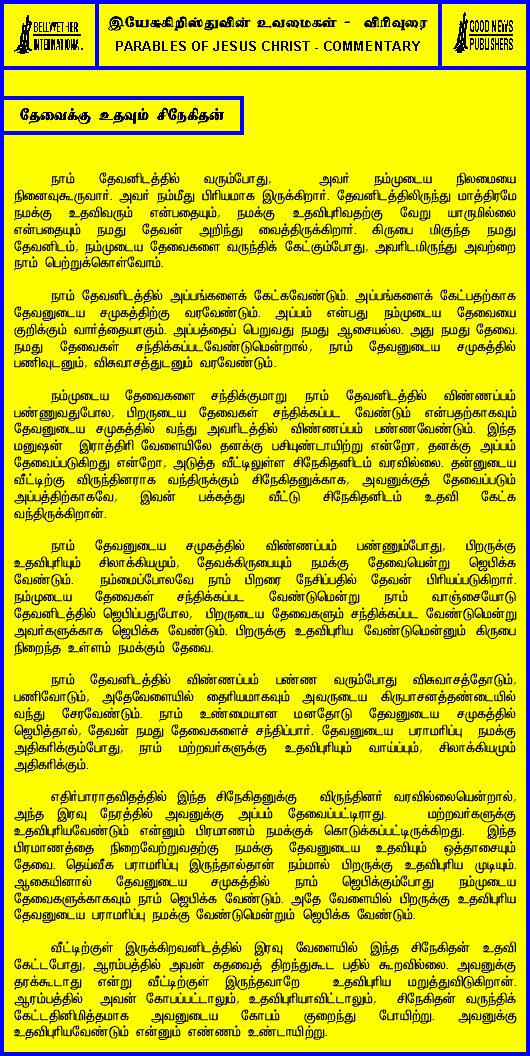 BELLWETHER
INTERNATIONAL
இயேசுகிறிஸ்துவின் உவமைகள் - விரிவுரை
PARABLES OF JESUS CHRIST - COMMENTARY
GOOD NEWS
PUBLISHERS
தேவைக்கு உதவும் சிநேகிதன்
நாம் தேவனிடத்தில் வரும்போது, அவர் நம்முடைய நிலமையை
நினைவுகூருவார். அவர் நம்மீது பிரியமாக இருக்கிறார். தேவனிடத்திலிருந்து மாத்திரமே
நமக்கு உதவிவரும் என்பதையும், நமக்கு உதவிபுரிவதற்கு வேறு யாருமில்லை
என்பதையும் நமது தேவன் அறிந்து வைத்திருக்கிறார். கிருபை மிகுந்த நமது
தேவனிடம், நம்முடைய தேவைகளை வருந்திக் கேட்கும்போது, அவரிடமிருந்து அவற்றை
நாம் பெற்றுக்கொள்வோம்.
நாம் தேவனிடத்தில் அப்பங்களைக் கேட்கவேண்டும். அப்பங்களைக் கேட்பதற்காக
தேவனுடைய சமுகத்திற்கு வரவேண்டும். அப்பம் என்பது நம்முடைய தேவையை
குறிக்கும் வார்த்தையாகும். அப்பத்தைப் பெறுவது நமது ஆசையல்ல. அது நமது தேவை.
நமது தேவைகள் சந்திக்கப்படவேண்டுமென்றால், நாம் தேவனுடைய சமுகத்தில்
பணிவுடனும், விசுவாசத்துடனும் வரவேண்டும்.
நம்முடைய தேவைகளை சந்திக்குமாறு நாம் தேவனிடத்தில் விண்ணப்பம்
பண்ணுவதுபோல, பிறருடைய தேவைகள் சந்திக்கப்பட வேண்டும் என்பதற்காகவும்
தேவனுடைய சமுகத்தில் வந்து அவரிடத்தில் விண்ணப்பம் பண்ணவேண்டும். இந்த
மனுஷன் இராத்திரி வேளையிலே தனக்கு பசியுண்டாயிற்று என்றோ, தனக்கு அப்பம்
தேவைப்படுகிறது என்றோ, அடுத்த வீட்டிலுள்ள சிநேகிதனிடம் வரவில்லை. தன்னுடைய
வீட்டிற்கு விருந்தினராக வந்திருக்கும் சிநேகிதனுக்காக, அவனுக்குத் தேவைப்படும்
அப்பத்திற்காகவே, இவன் பக்கத்து வீட்டு சிநேகிதனிடம் உதவி கேட்க
வந்திருக்கிறான்.
நாம் தேவனுடைய சமுகத்தில் விண்ணப்பம் பண்ணும்போது, பிறருக்கு
உதவிபுரியும் சிலாக்கியமும், தேவக்கிருபையும் நமக்கு தேவையென்று ஜெபிக்க
வேண்டும். நம்மைப்போலவே நாம் பிறரை நேசிப்பதில் தேவன் பிரியப்படுகிறார்.
நம்முடைய தேவைகள் சந்திக்கப்பட வேண்டுமென்று நாம் வாஞ்சையோடு
தேவனிடத்தில் ஜெபிப்பதுபோல, பிறருடைய தேவைகளும் சந்திக்கப்பட வேண்டுமென்று
அவர்களுக்காக ஜெபிக்க வேண்டும். பிறருக்கு உதவிபுரிய வேண்டுமென்னும் கிருபை
நிறைந்த உள்ளம் நமக்கும் தேவை.
நாம் தேவனிடத்தில் விண்ணப்பம் பண்ண வரும்போது விசுவாசத்தோடும்,
பணிவோடும், அதேவேளையில் தைரியமாகவும் அவருடைய கிருபாசனத்தண்டையில்
வந்து சேரவேண்டும். நாம் உண்மையான மனதோடு தேவனுடைய சமுகத்தில்
ஜெபித்தால், தேவன் நமது தேவைகளைச் சந்திப்பார். தேவனுடைய பராமரிப்பு நமக்கு
அதிகரிக்கும்போது, நாம் மற்றவர்களுக்கு உதவிபுரியும் வாய்ப்பும், சிலாக்கியமும்
அதிகரிக்கும்.
எதிர்பாராதவிதத்தில் இந்த சிநேகிதனுக்கு விருந்தினர் வரவில்லையென்றால்,
அந்த இரவு நேரத்தில் அவனுக்கு அப்பம் தேவைப்பட்டிராது. மற்றவர்களுக்கு
உதவிபுரியவேண்டும் என்னும் பிரமாணம் நமக்குக் கொடுக்கப்பட்டிருக்கிறது. இந்த
பிரமாணத்தை நிறைவேற்றுவதற்கு நமக்கு தேவனுடைய உதவியும் ஒத்தாசையும்
தேவை. தெய்வீக பராமரிப்பு இருந்தால்தான் நம்மால் பிறருக்கு உதவிபுரிய முடியும்.
ஆகையினால் தேவனுடைய சமுகத்தில் நாம் ஜெபிக்கும்போது நம்முடைய
தேவைகளுக்காகவும் நாம் ஜெபிக்க வேண்டும். அதே வேளையில் பிறருக்கு உதவிபுரிய
தேவனுடைய பராமரிப்பு நமக்கு வேண்டுமென்றும் ஜெபிக்க வேண்டும்.
வீட்டிற்குள் இருக்கிறவனிடத்தில் இரவு வேளையில் இந்த சிநேகிதன் உதவி
கேட்டபோது, ஆரம்பத்தில் அவன் கதவைத் திறந்துகூட பதில் கூறவில்லை. அவனுக்கு
தரக்கூடாது என்று வீட்டிற்குள் இருந்தவாறே உதவிபுரிய மறுத்துவிடுகிறான்.
ஆரம்பத்தில் அவன் கோபப்பட்டாலும், உதவிபுரியாவிட்டாலும், சிநேகிதன் வருந்திக்
கேட்டதினிமித்தமாக அவனுடைய கோபம் குறைந்து போயிற்று. அவனுக்கு
உதவிபுரியவேண்டும் என்னும் எண்ணம் உண்டாயிற்று.